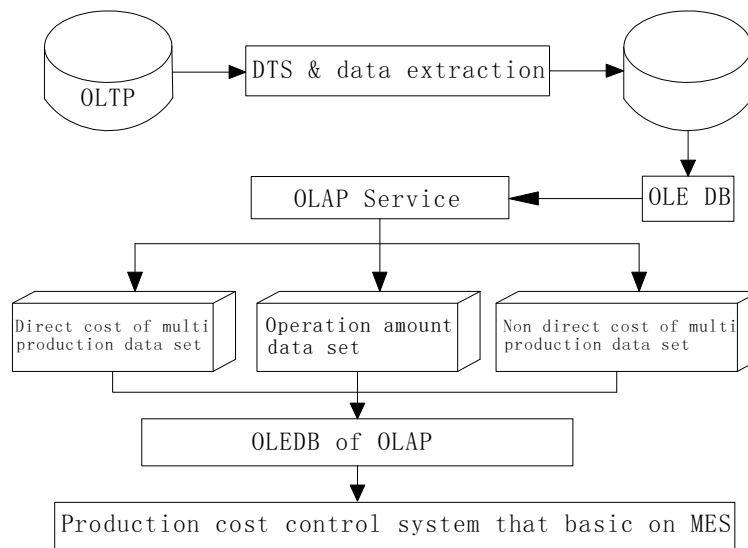 OLTP
DTS & data extraction
OLE DB
OLAP Service
Direct cost of multi
production data set
Operation amount
data set
Non direct cost of multi
production data set
OLEDB of OLAP
Production cost control system that basic on MES